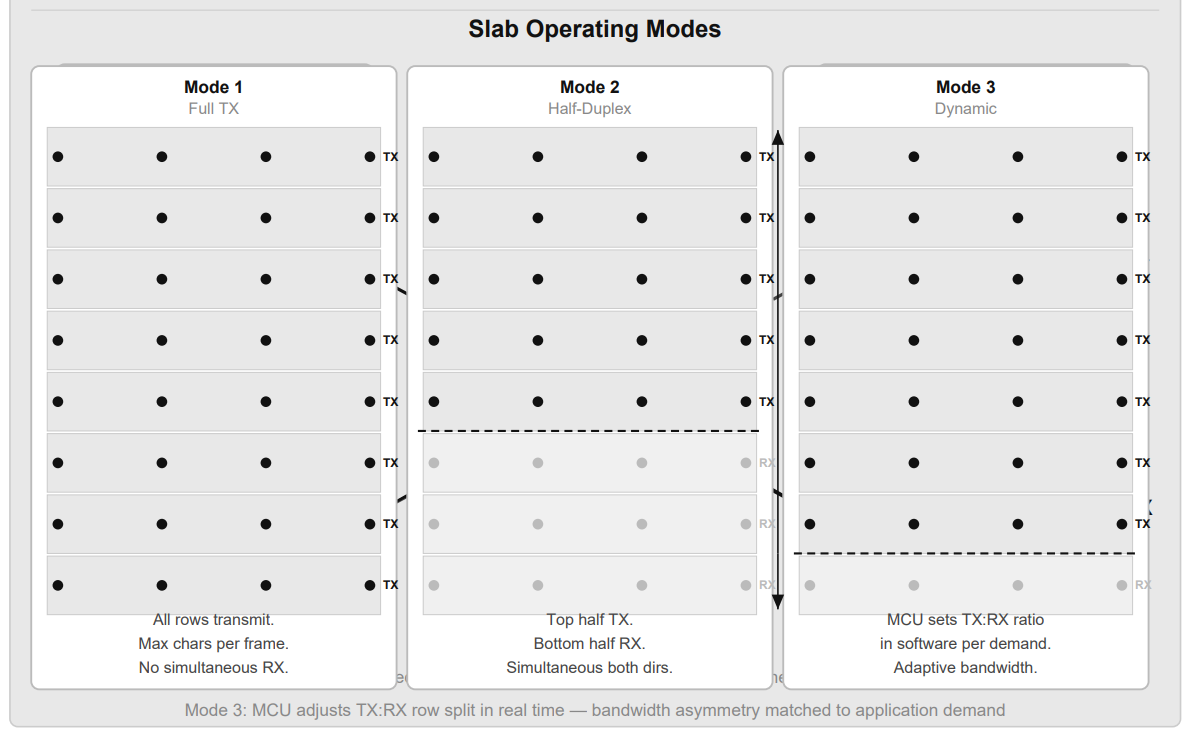 Slab Operating Modes
Mode 1
Full TX
TX
TX
TX
TX
TX
TX
TX
TX
All rows transmit.
Max chars per frame.
No simultaneous RX.
Mode 2
Half-Duplex
TX
TX
TX
TX
TX
RX
RX
RX
Top half TX.
Bottom half RX.
Simultaneous both dirs.
Mode 3
Dynamic
TX
TX
TX
TX
TX
TX
TX
RX
MCU sets TX:RX ratio
in software per demand.
Adaptive bandwidth.
Mode 3: MCU adjusts TX:RX row split in real time — bandwidth asymmetry matched to application demand